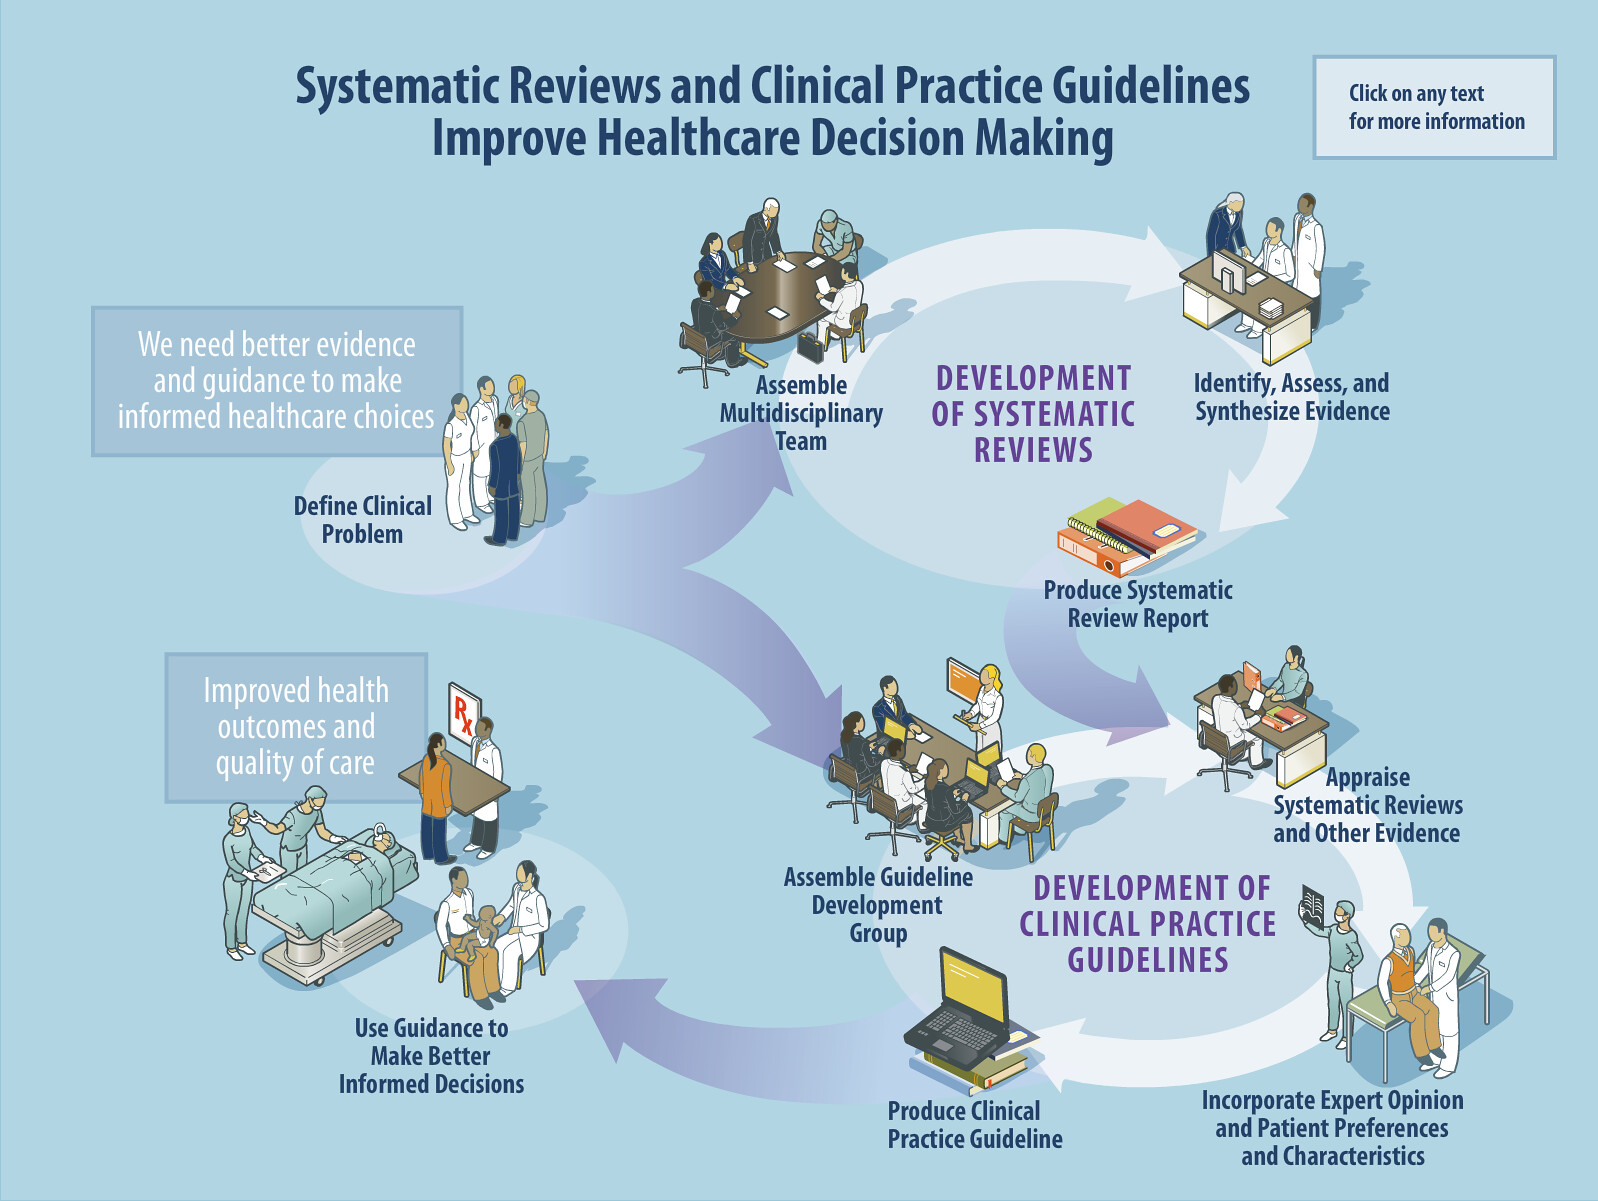 Systematic Reviews and Clinical Practice Guidelines
Improve Healthcare Decision Making
Click on any text
for more information
We need better evidence
and guidance to make
informed healthcare choices
Define Clinical
Problem
Assemble
Multidisciplinary
Team
DEVELOPMENT
OF SYSTEMATIC
REVIEWS
Identify, Assess, and
Synthesize Evidence
Produce Systematic
Review Report
Improved health
outcomes and
quality of care
Rx
Assemble Guideline
Development
Group
Appraise
Systematic Reviews
and Other Evidence
DEVELOPMENT OF
CLINICAL PRACTICE
GUIDELINES
Incorporate Expert Opinion
and Patient Preferences
and Characteristics
Produce Clinical
Practice Guideline
Use Guidance to
Make Better
Informed Decisions